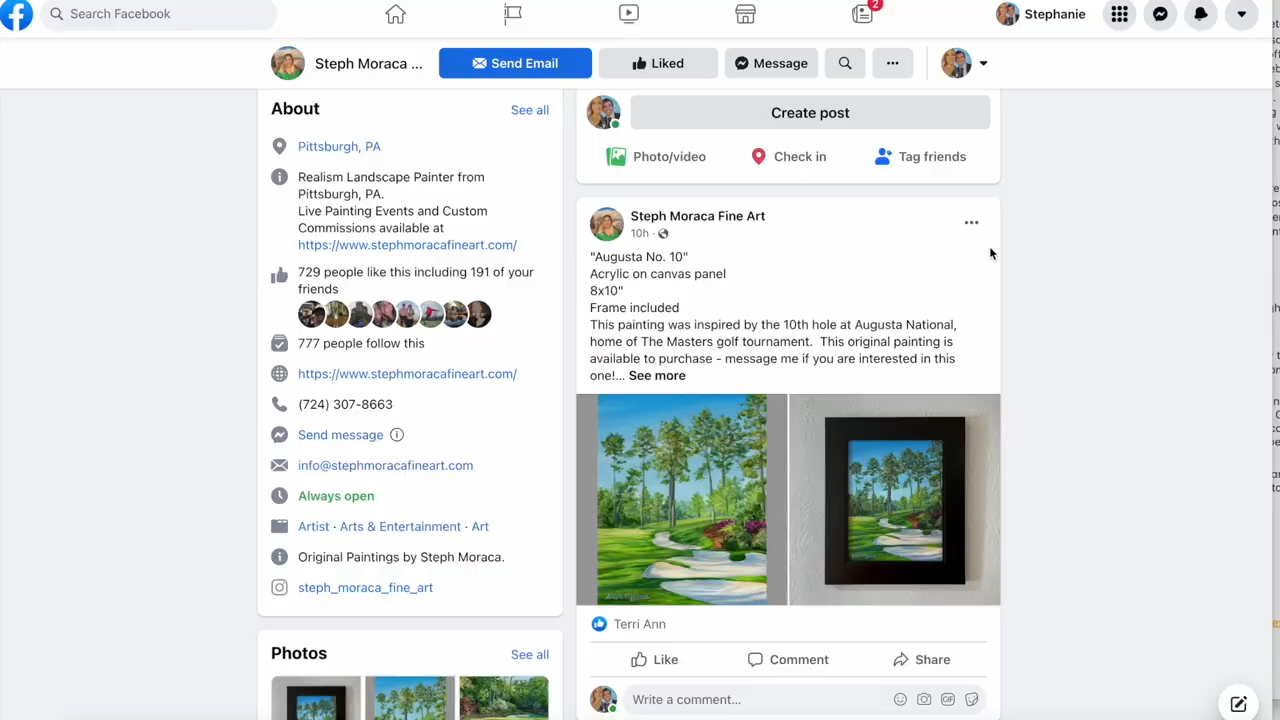 Search Facebook
2
Stephanie
Steph Moraca ...
Send Email
Liked
Message
About
See all
Pittsburgh, PA
Realism Landscape Painter from
Pittsburgh, PA.
Live Painting Events and Custom
Commissions available at
https://www.stephmoracafineart.com/
729 people like this including 191 of your
friends
777 people follow this
https://www.stephmoracafineart.com/
(724) 307-8663
Send message
info@stephmoracafineart.com
Always open
Artist · Arts & Entertainment · Art
Original Paintings by Steph Moraca.
steph_moraca_fine_art
Photos
See all
Create post
Photo/video
Check in
Tag friends
Steph Moraca Fine Art
10h ·
"Augusta No. 10"
Acrylic on canvas panel
8x10"
Frame included
This painting was inspired by the 10th hole at Augusta National,
home of The Masters golf tournament. This original painting is
available to purchase - message me if you are interested in this
one!... See more
Terri Ann
Like
Comment
Share
Write a comment...
GIF